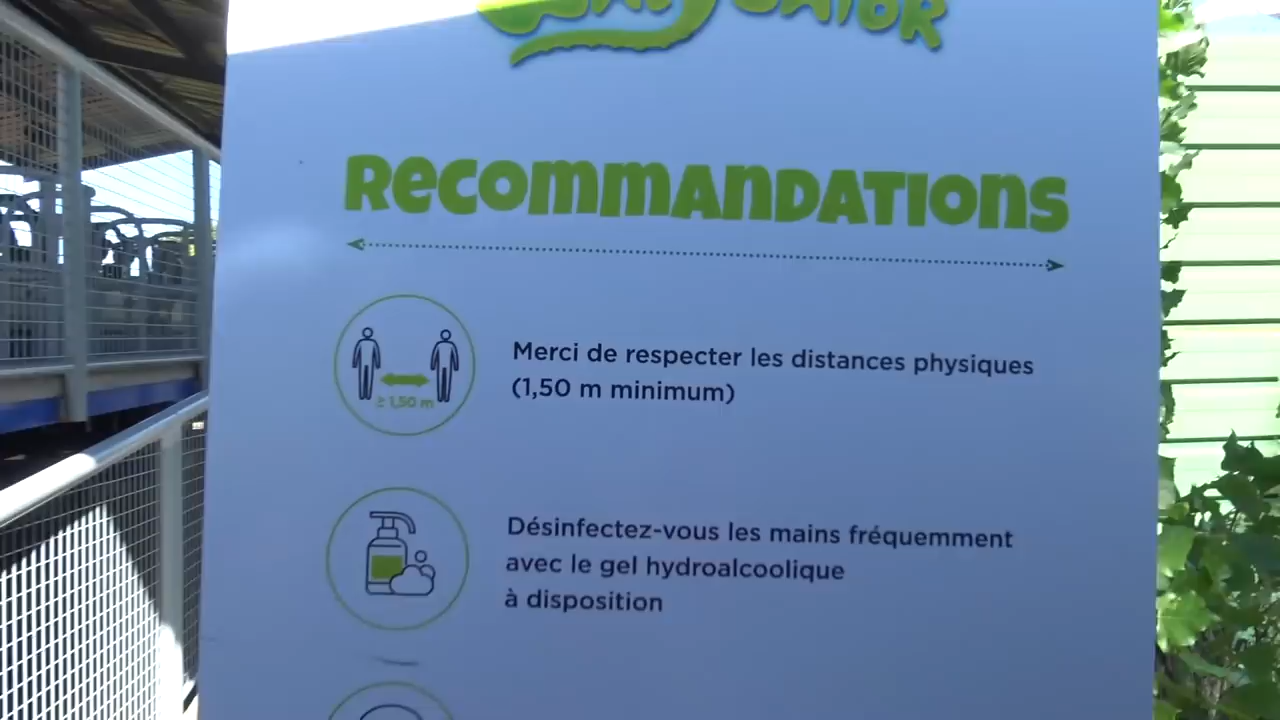 Recommandations
Merci de respecter les distances physiques
(1,50 m minimum)
≥ 1,50 m
Désinfectez-vous les mains fréquemment
avec le gel hydroalcoolique
à disposition